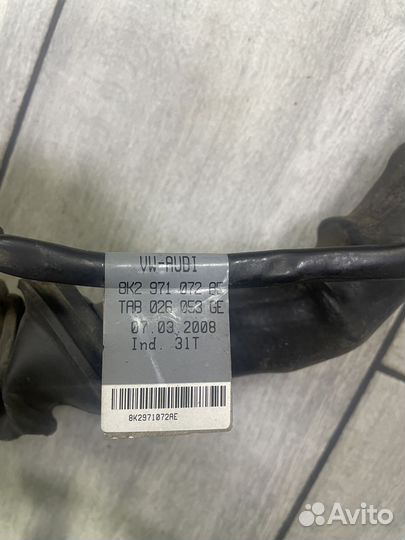 VW-AUDI
8K2 971 072 AE
TAB 026 053 GE
07.03.2008
Ind. 31T
8K2971072AE
Avito